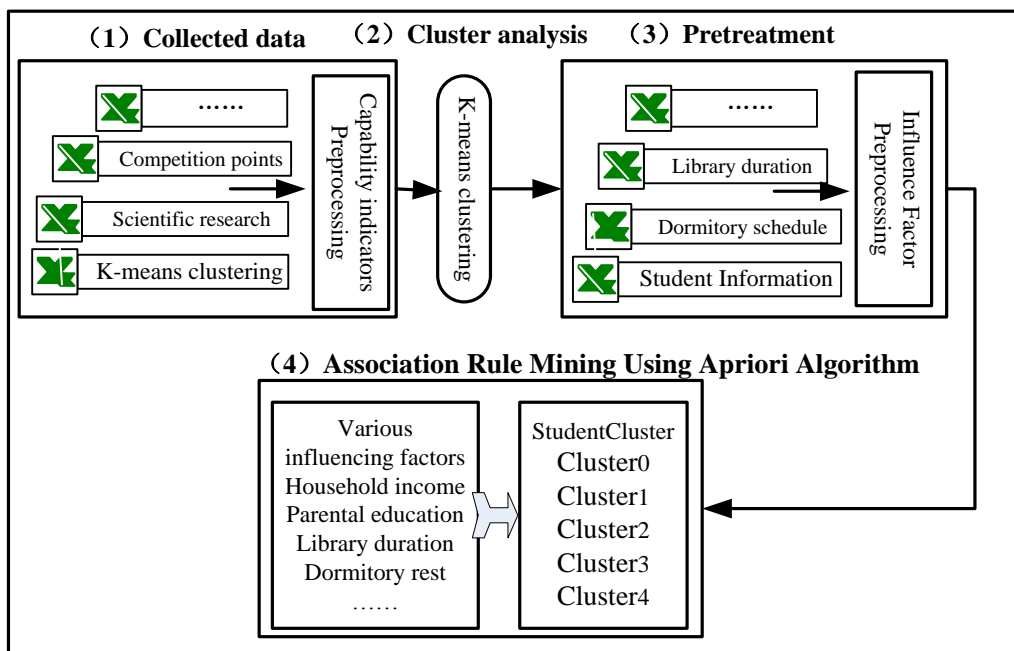 （1）Collected data
（2）Cluster analysis
（3）Pretreatment
……
Competition points
Scientific research
K-means clustering
Capability indicators
Preprocessing
K-means clustering
……
Library duration
Dormitory schedule
Student Information
Influence Factor
Preprocessing
（4）Association Rule Mining Using Apriori Algorithm
Various
influencing factors
Household income
Parental education
Library duration
Dormitory rest
……
StudentCluster
Cluster0
Cluster1
Cluster2
Cluster3
Cluster4